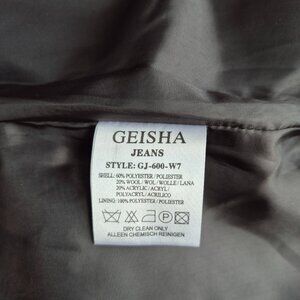 GEISHA
JEANS
STYLE: GJ-600-W7
SHELL: 60% POLYESTER / POLIESTER
20% WOOL / WOL / WOLLE / LANA
20% ACRYLIC / ACRYL /
POLYACRYL / ACRILICO
LINING: 100% POLYESTER / POLIESTER
DRY CLEAN ONLY
ALLEEN CHEMISCH REINIGEN